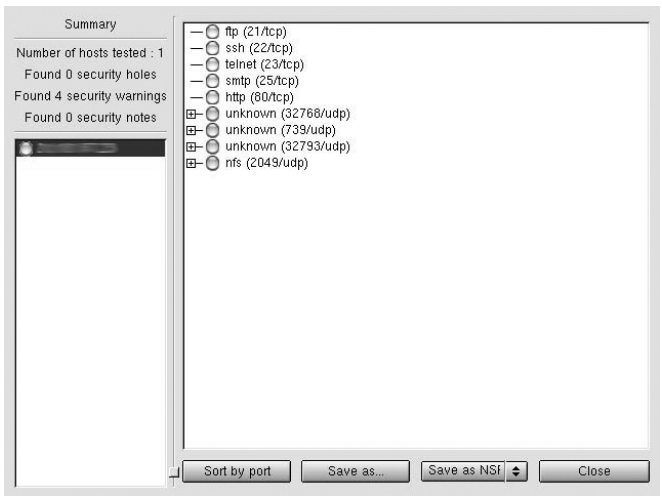 Summary
Number of hosts tested : 1
Found 0 security holes
Found 4 security warnings
Found 0 security notes
ftp (21/tcp)
ssh (22/tcp)
telnet (23/tcp)
smtp (25/tcp)
http (80/tcp)
unknown (32768/udp)
unknown (739/udp)
unknown (32793/udp)
nfs (2049/udp)
Sort by port
Save as...
Save as NSR
Close